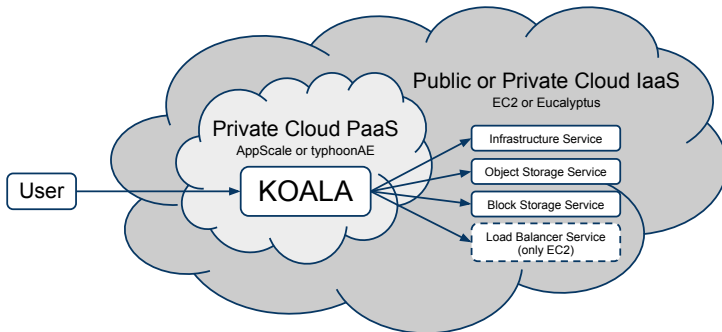 Public or Private Cloud IaaS
EC2 or Eucalyptus
Private Cloud PaaS
AppScale or typhoonAE
User
KOALA
Infrastructure Service
Object Storage Service
Block Storage Service
Load Balancer Service
(only EC2)